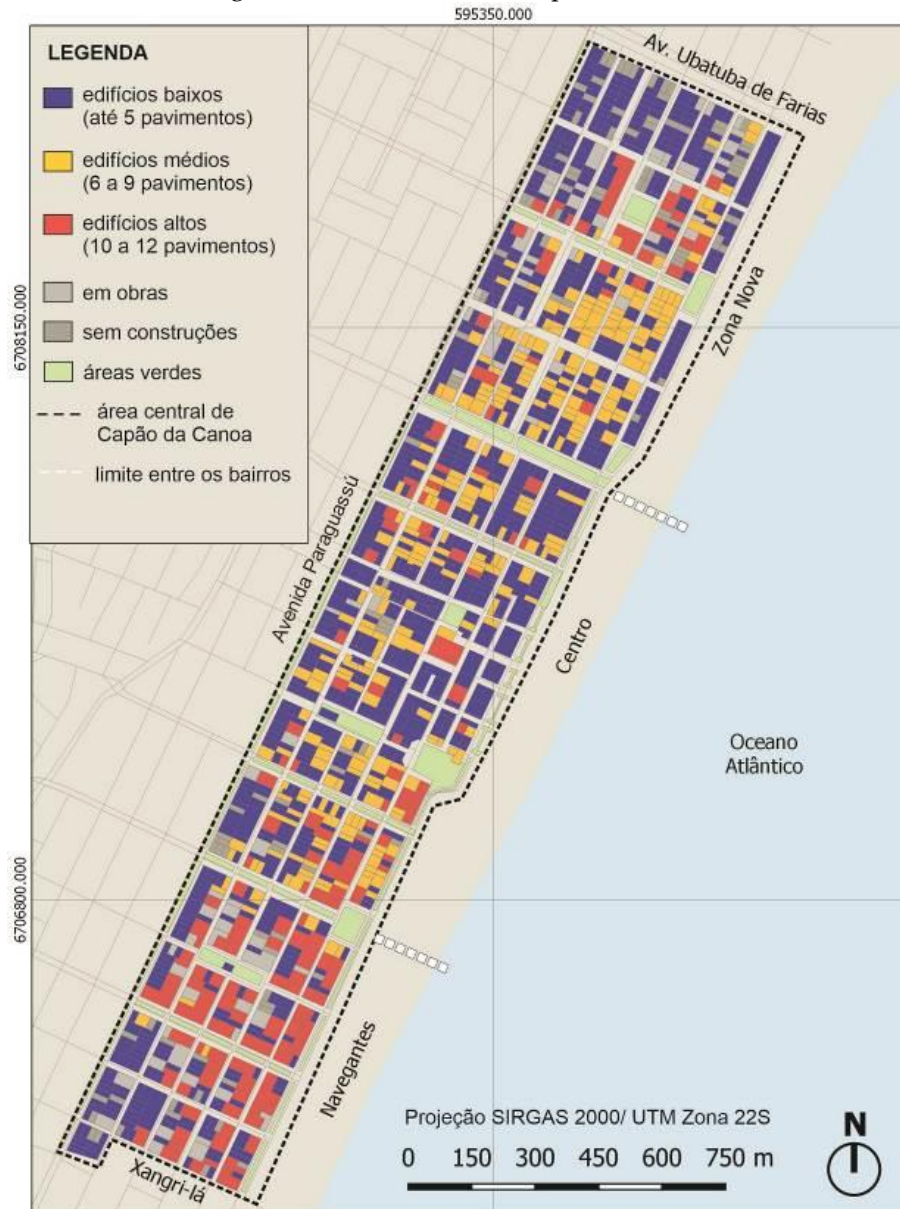 595350.000
Av. Ubatuba de Farias
LEGENDA
edifícios baixos
(até 5 pavimentos)
edifícios médios
(6 a 9 pavimentos)
edifícios altos
(10 a 12 pavimentos)
em obras
sem construções
áreas verdes
área central de
Capão da Canoa
limite entre os bairros
6708150.000
Zona Nova
Avenida Paraguassú
Centro
Oceano
Atlântico
6706800.000
Navegantes
Xangri-lá
Projeção SIRGAS 2000/ UTM Zona 22S
0 150 300 450 600 750 m
N